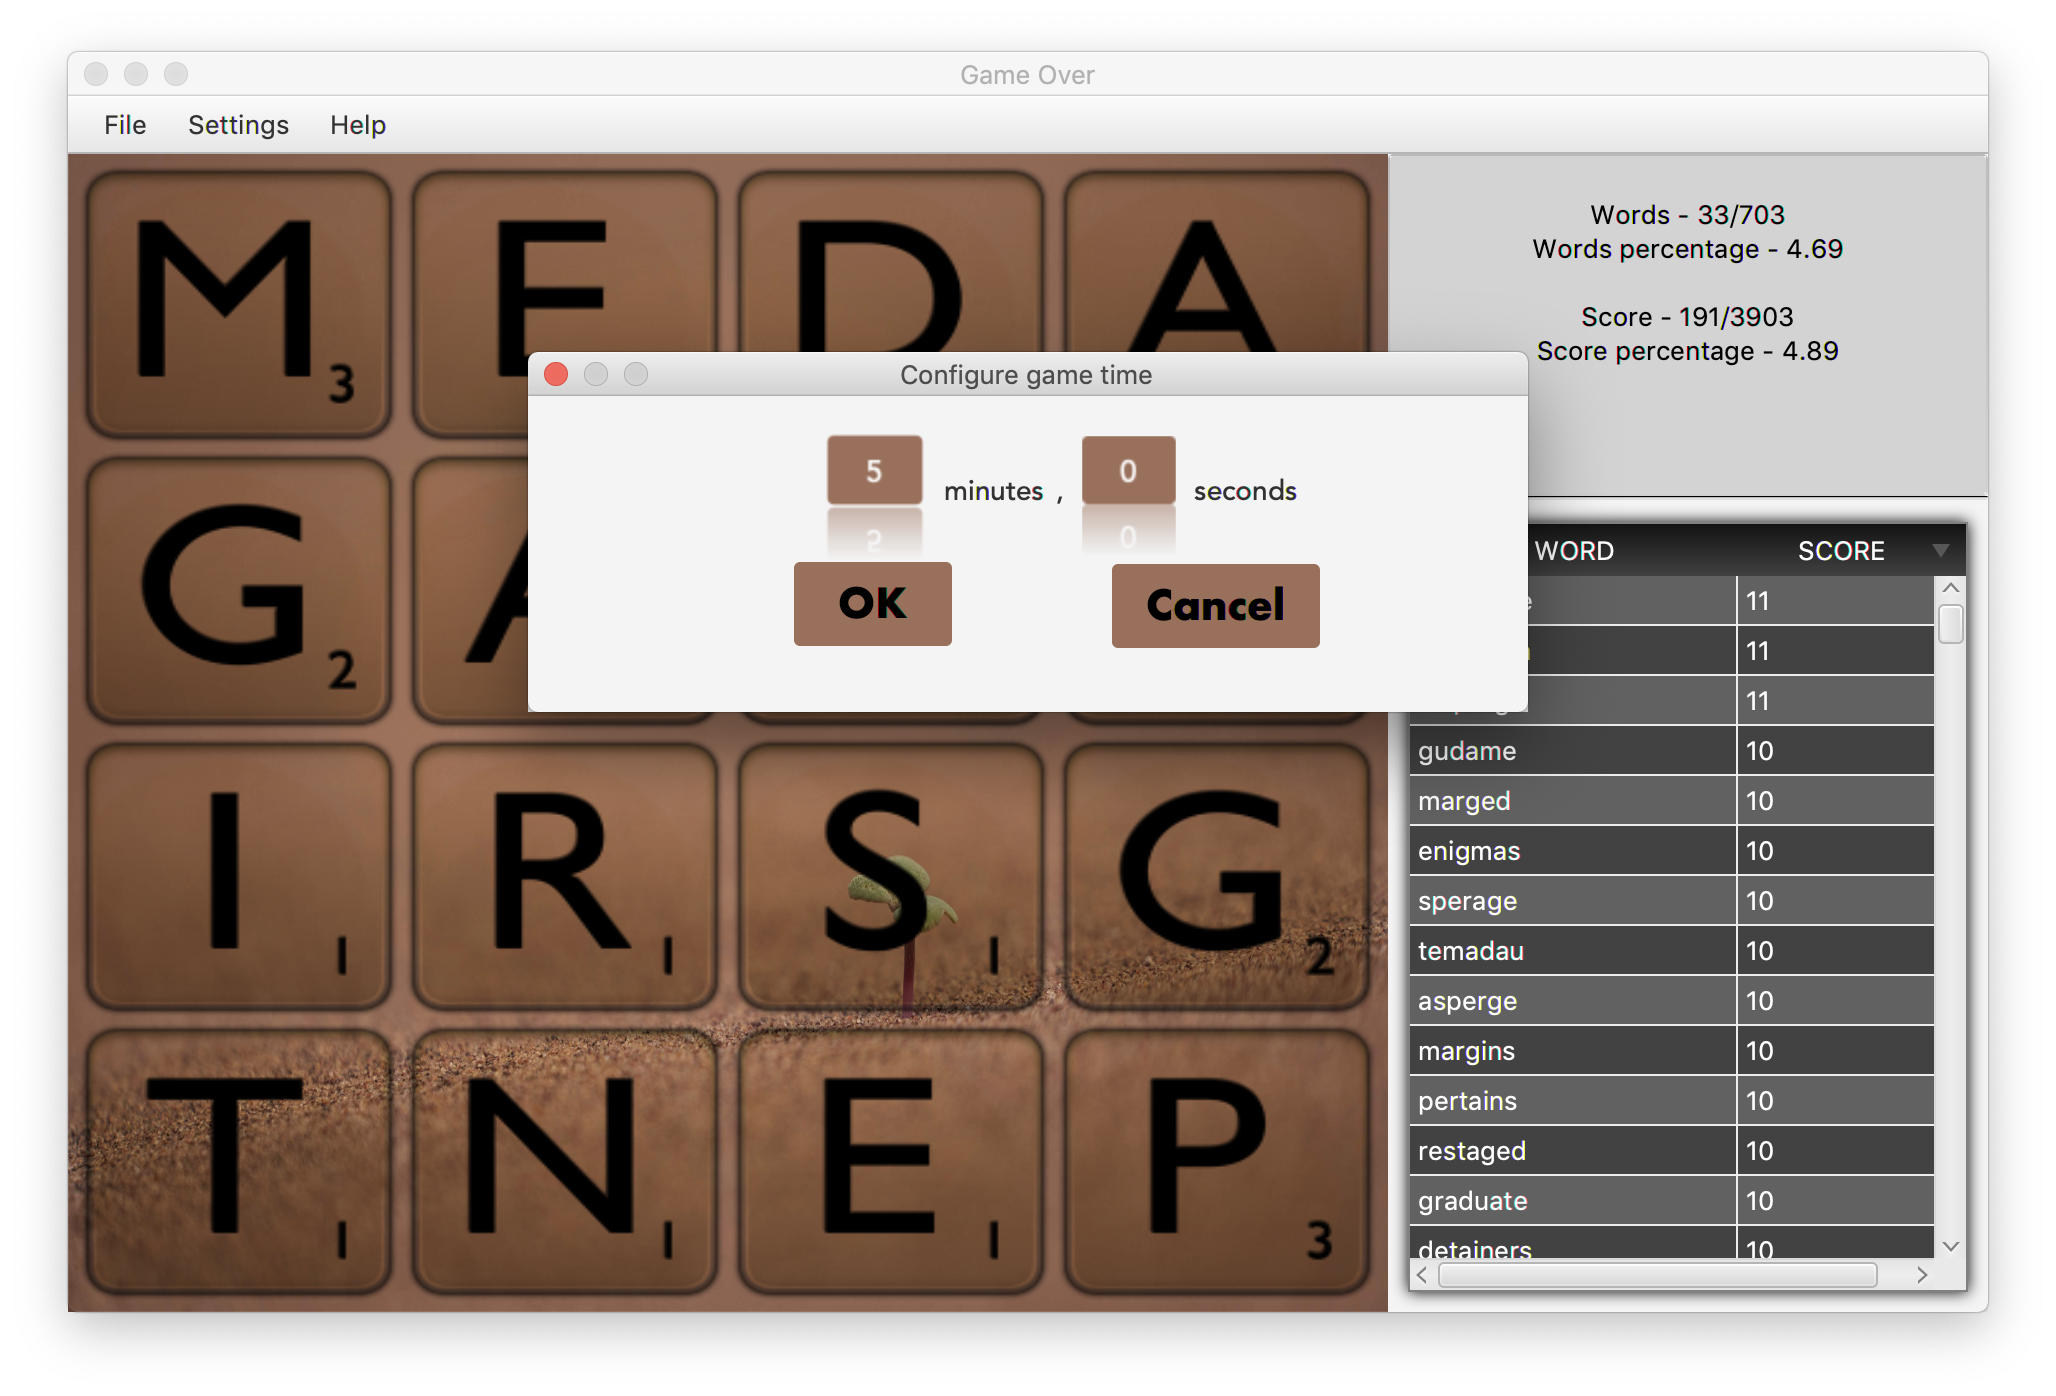 Game Over
File Settings Help
M 3 D A
G 2 A
I 1 R 1 S 1 G 2
T 1 N 1 E 1 P 3
Configure game time
5 minutes , 0 seconds
OK Cancel
Words - 33/703
Words percentage - 4.69
Score - 191/3903
Score percentage - 4.89
WORD SCORE
11
11
11
gudame 10
marged 10
enigmas 10
sperage 10
temadau 10
asperge 10
margins 10
pertains 10
restaged 10
graduate 10
detainers 10